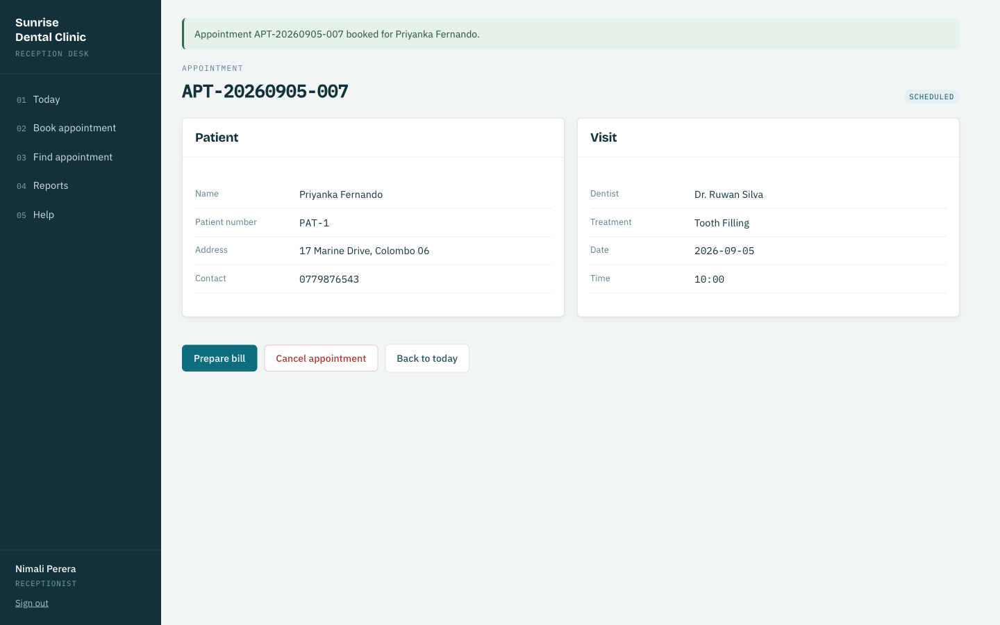 Sunrise
Dental Clinic
RECEPTION DESK
01 Today
02 Book appointment
03 Find appointment
04 Reports
05 Help
Nimali Perera
RECEPTIONIST
Sign out
Appointment APT-20260905-007 booked for Priyanka Fernando.
APPOINTMENT
APT-20260905-007
SCHEDULED
Patient
Name Priyanka Fernando
Patient number PAT-1
Address 17 Marine Drive, Colombo 06
Contact 0779876543
Visit
Dentist Dr. Ruwan Silva
Treatment Tooth Filling
Date 2026-09-05
Time 10:00
Prepare bill Cancel appointment Back to today